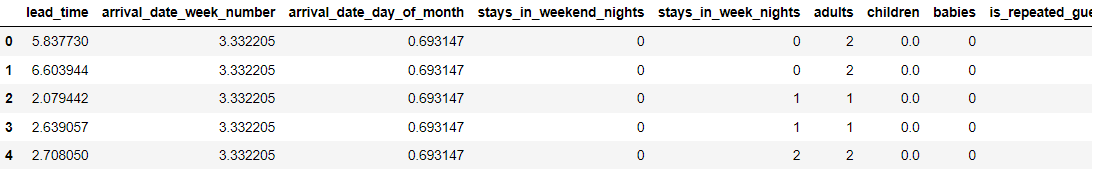 lead_time arrival_date_week_number arrival_date_day_of_month stays_in_weekend_nights stays_in_week_nights adults children babies is_repeated_gue
0 5.837730 3.332205 0.693147 0 0 2 0.0 0
1 6.603944 3.332205 0.693147 0 0 2 0.0 0
2 2.079442 3.332205 0.693147 0 1 1 0.0 0
3 2.639057 3.332205 0.693147 0 1 1 0.0 0
4 2.708050 3.332205 0.693147 0 2 2 0.0 0